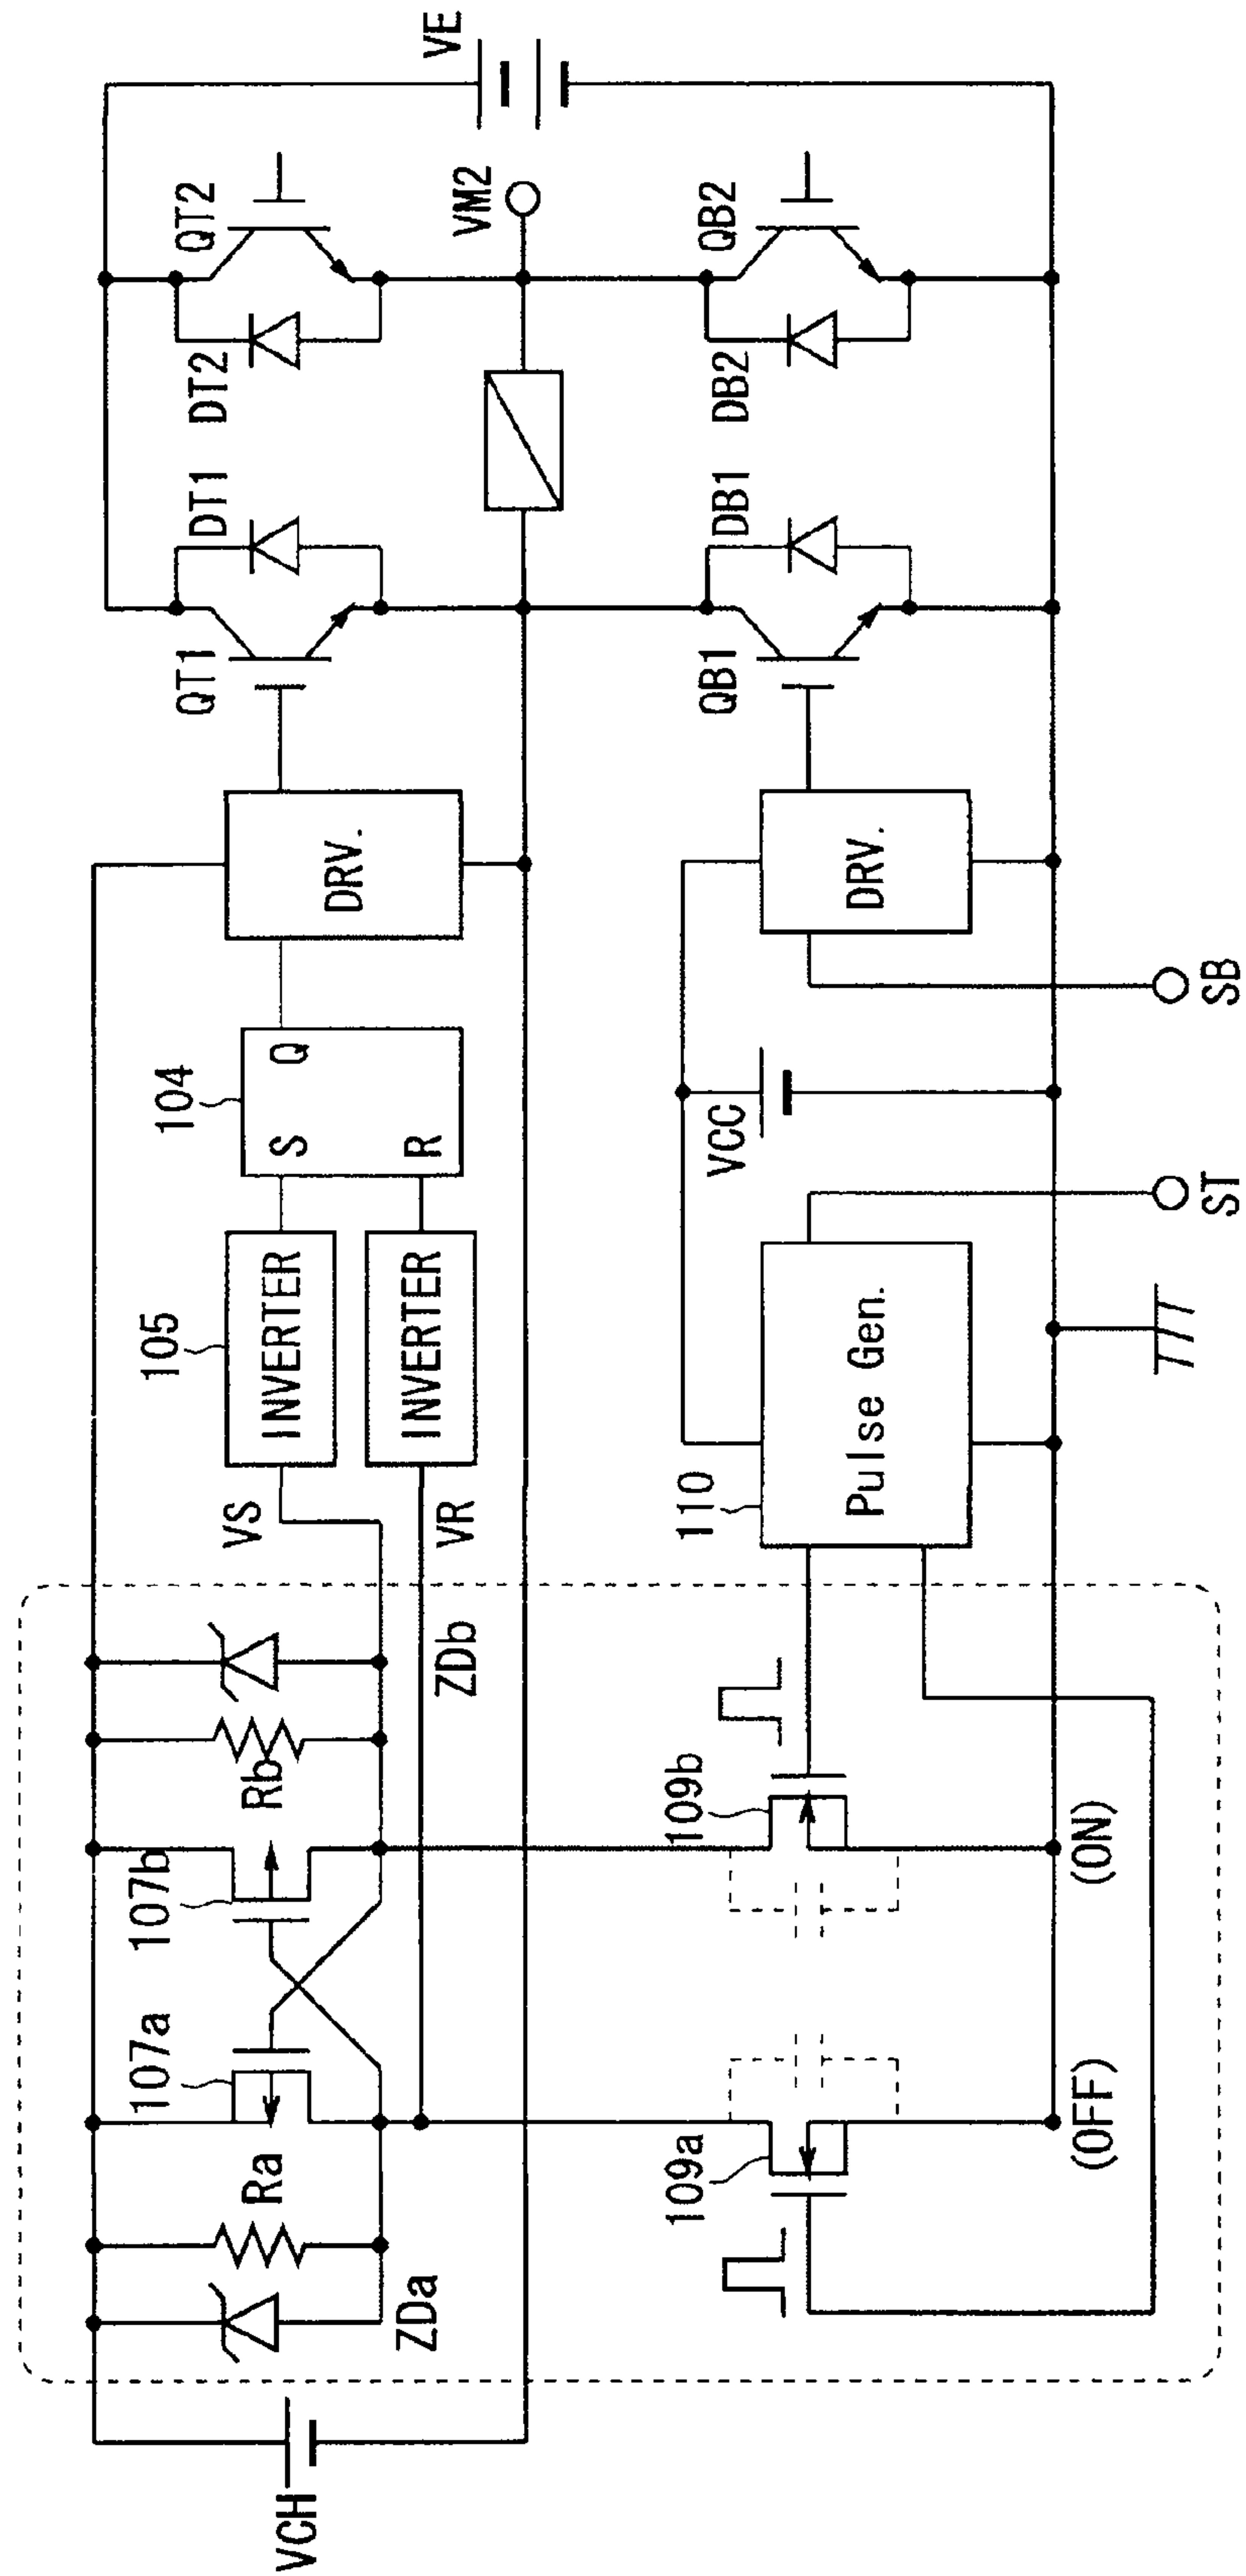 VCH
ZDa
Ra
107a
107b
Rb
ZDb
VS
VR
105
INVERTER
INVERTER
104
S
R
Q
DRV.
QT1
DT1
DT2
QT2
VM2
VE
109a
109b
(OFF)
(ON)
110
Pulse Gen.
ST
VCC
SB
DRV.
QB1
DB1
DB2
QB2